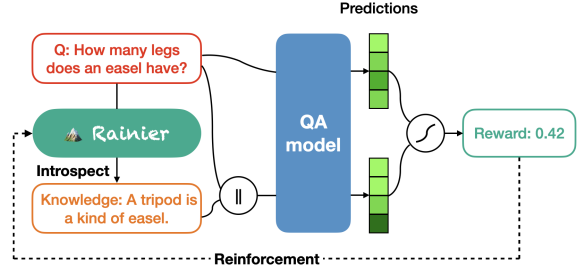 Predictions
Q: How many legs
does an easel have?
Rainier
QA
model
Reward: 0.42
Introspect
Knowledge: A tripod is
a kind of easel.
||
Reinforcement